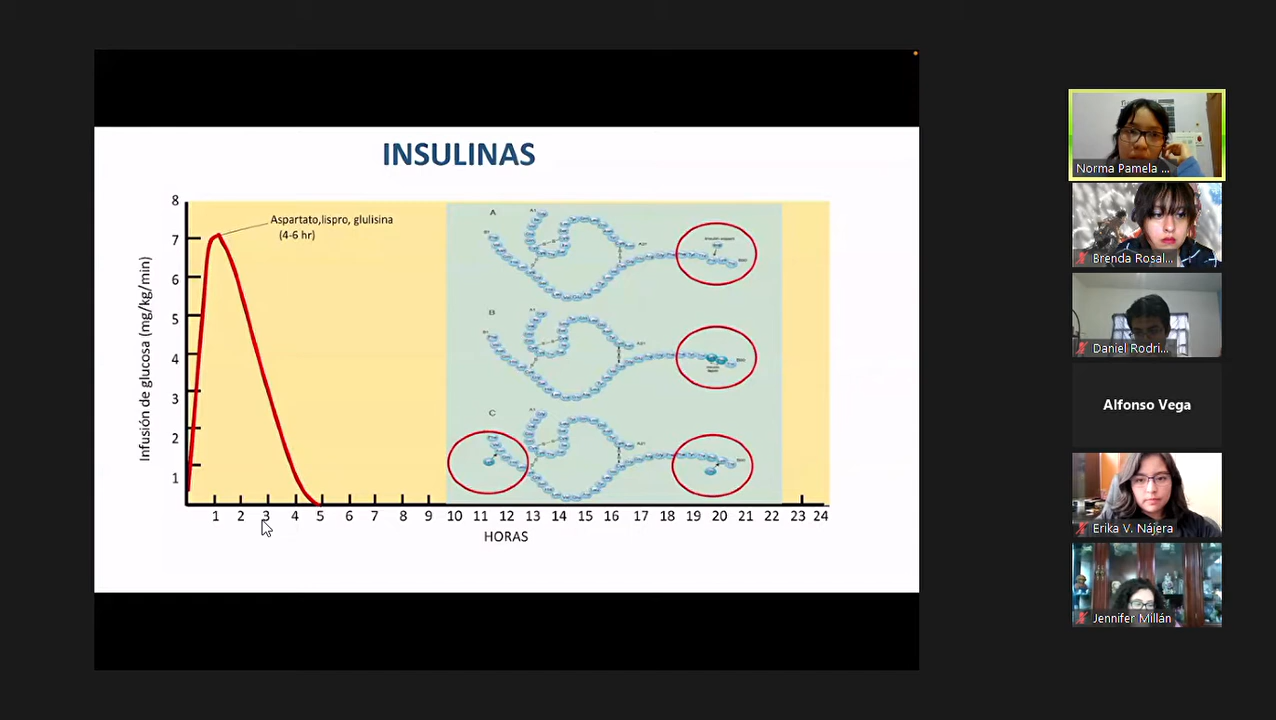 INSULINAS
8
7
6
5
4
3
2
1
Infusión de glucosa (mg/kg/min)
Aspartato,lispro, glulisina
(4-6 hr)
A
B
C
1 2 3 4 5 6 7 8 9 10 11 12 13 14 15 16 17 18 19 20 21 22 23 24
HORAS
Norma Pamela ...
Brenda Rosal...
Daniel Rodri...
Alfonso Vega
Erika V. Nájera
Jennifer Millán